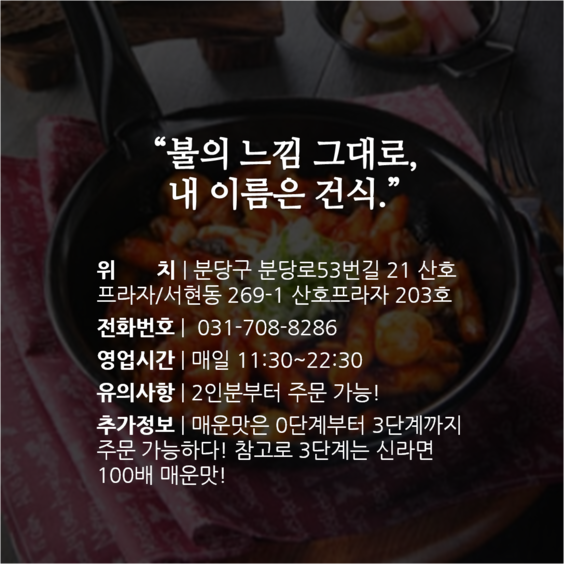 “불의 느낌 그대로,
내 이름은 건식.”
위 치 | 분당구 분당로53번길 21 산호
프라자/서현동 269-1 산호프라자 203호
전화번호 | 031-708-8286
영업시간 | 매일 11:30~22:30
유의사항 | 2인분부터 주문 가능!
추가정보 | 매운맛은 0단계부터 3단계까지
주문 가능하다! 참고로 3단계는 신라면
100배 매운맛!